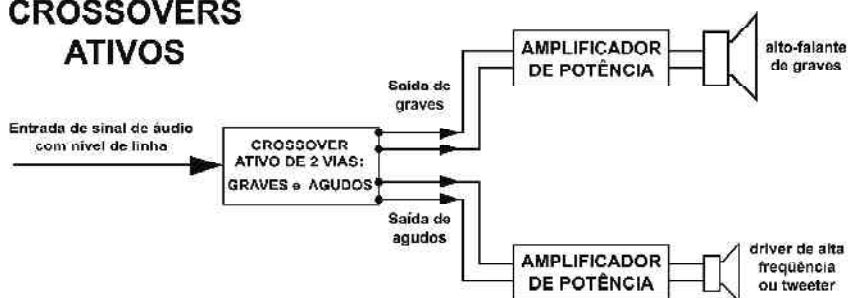 CROSSOVERS
ATIVOS
Entrada de sinal de áudio
com nível de linha
CROSSOVER
ATIVO DE 2 VIAS:
GRAVES e AGUDOS
Saída de
graves
Saída de
agudos
AMPLIFICADOR
DE POTÊNCIA
alto-falante
de graves
AMPLIFICADOR
DE POTÊNCIA
driver de alta
freqüência
ou tweeter